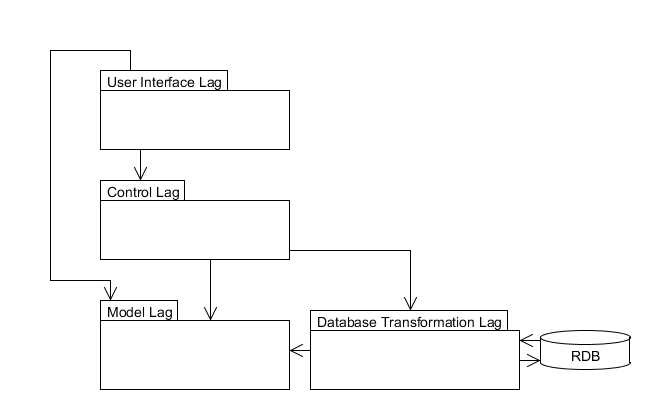 User Interface Lag
Control Lag
Model Lag
Database Transformation Lag
RDB